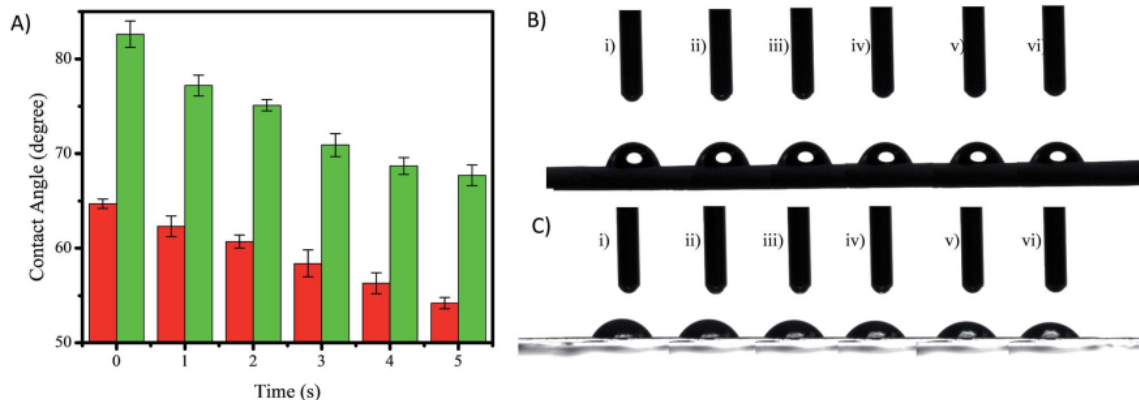 A)
Contact Angle (degree)
80
70
60
50
0 1 2 3 4 5
Time (s)
B)
i) ii) iii) iv) v) vi)
C)
i) ii) iii) iv) v) vi)